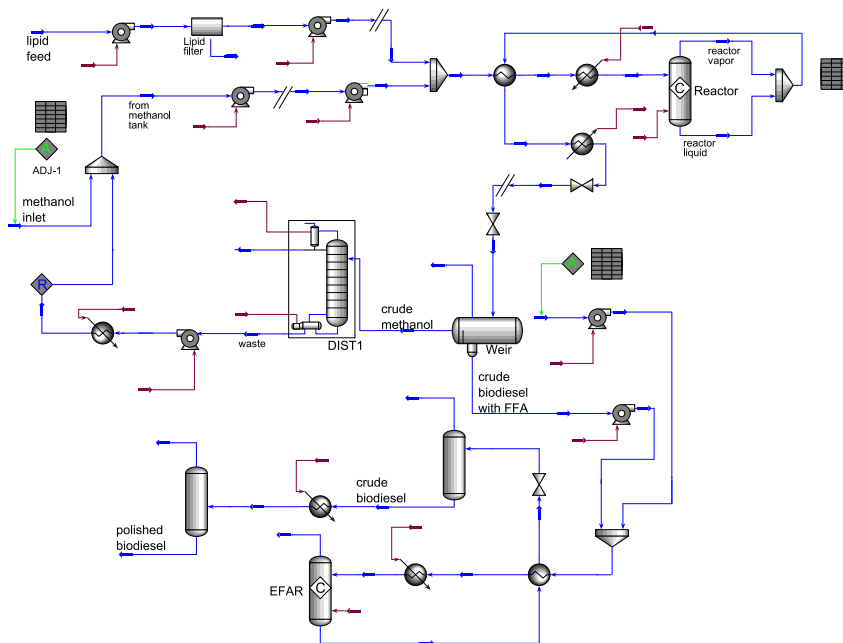 lipid
feed
Lipid
filter
from
methanol
tank
reactor
vapor
C
Reactor
reactor
liquid
A
ADJ-1
methanol
inlet
R
waste
DIST1
crude
methanol
Weir
A
crude
biodiesel
with FFA
crude
biodiesel
polished
biodiesel
EFAR
C